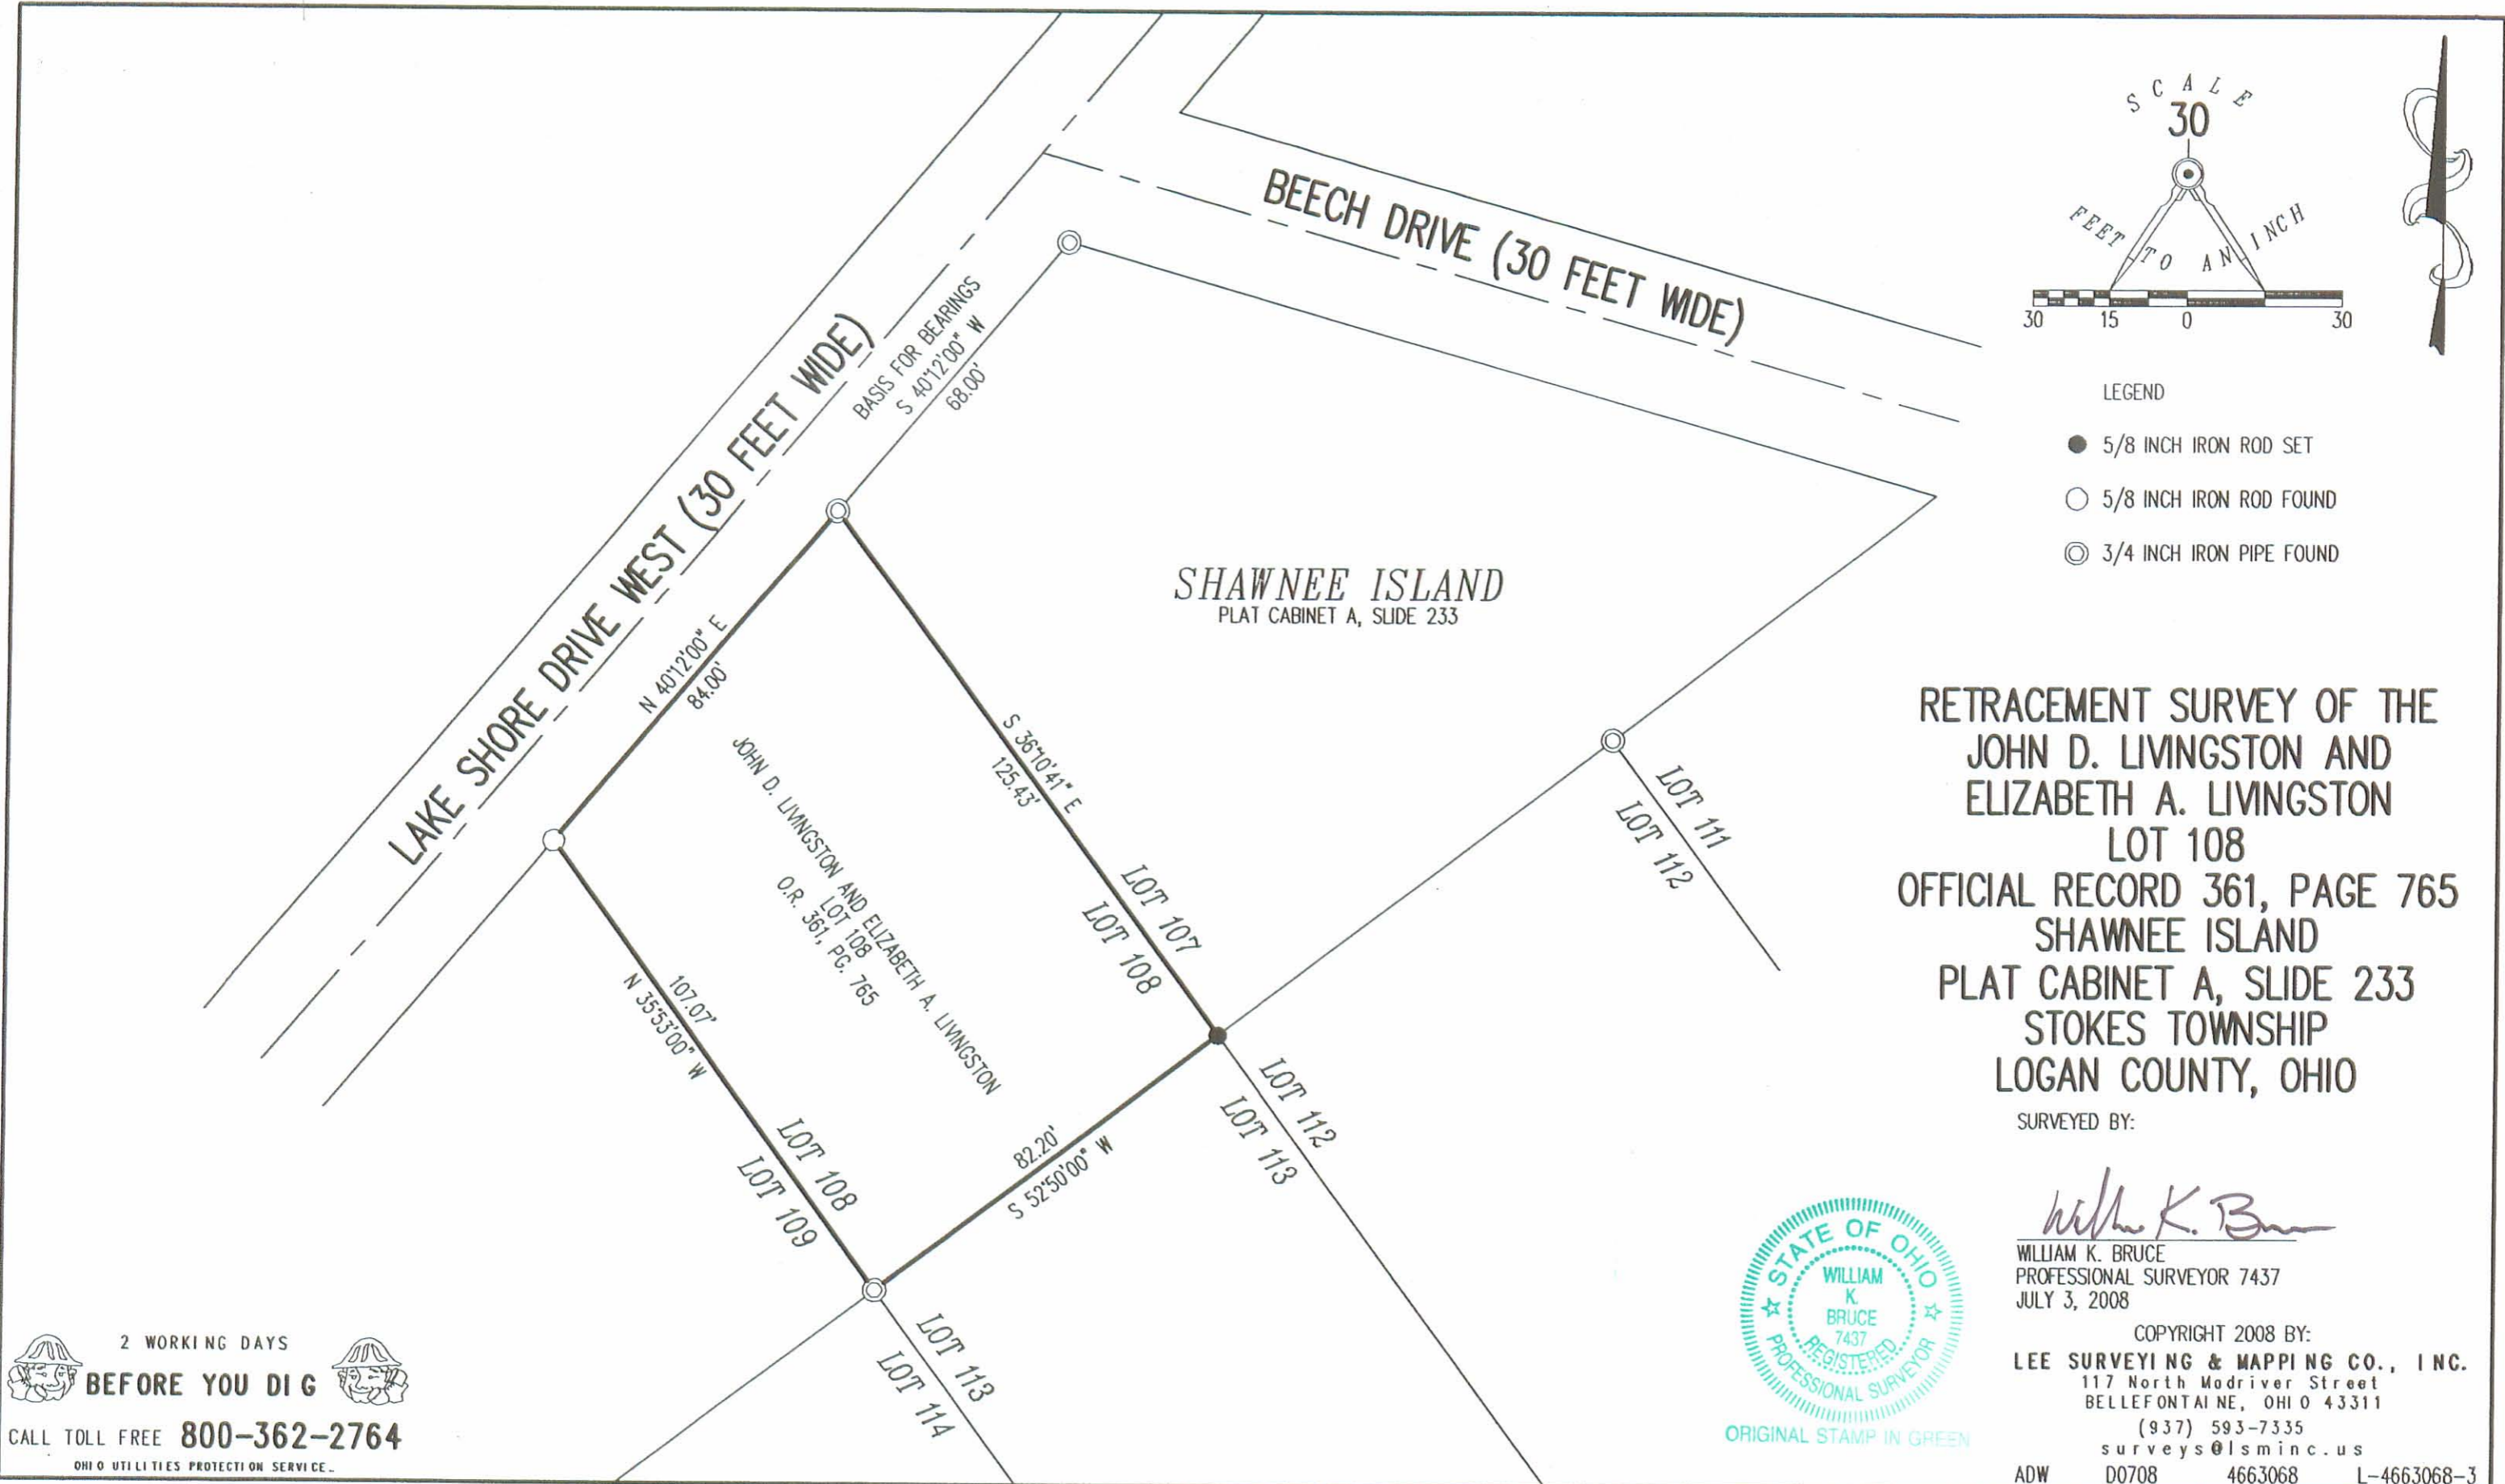 SCALE
30
FEET TO AN INCH
30 15 0 30
LEGEND
5/8 INCH IRON ROD SET
5/8 INCH IRON ROD FOUND
3/4 INCH IRON PIPE FOUND
BEECH DRIVE (30 FEET WIDE)
LAKE SHORE DRIVE WEST (30 FEET WIDE)
BASIS FOR BEARINGS
S 40°12'00" W
68.00'
SHAWNEE ISLAND
PLAT CABINET A, SLIDE 233
N 40°12'00" E
84.00'
S 36°10'41" E
125.43'
JOHN D. LIVINGSTON AND ELIZABETH A. LIVINGSTON
LOT 108
O.R. 361, PG. 765
107.07'
N 35°53'00" W
82.20'
S 52°50'00" W
LOT 107
LOT 108
LOT 111
LOT 112
LOT 112
LOT 113
LOT 108
LOT 109
LOT 113
LOT 114
RETRACEMENT SURVEY OF THE
JOHN D. LIVINGSTON AND
ELIZABETH A. LIVINGSTON
LOT 108
OFFICIAL RECORD 361, PAGE 765
SHAWNEE ISLAND
PLAT CABINET A, SLIDE 233
STOKES TOWNSHIP
LOGAN COUNTY, OHIO
SURVEYED BY:
William K. Bruce
WILLIAM K. BRUCE
PROFESSIONAL SURVEYOR 7437
JULY 3, 2008
COPYRIGHT 2008 BY:
LEE SURVEYING & MAPPING CO., INC.
117 North Madriver Street
BELLEFONTAINE, OHIO 43311
(937) 593-7335
surveys@lsminc.us
ADW D0708 4663068 L-4663068-3
STATE OF OHIO
WILLIAM
K.
BRUCE
7437
REGISTERED
PROFESSIONAL SURVEYOR
ORIGINAL STAMP IN GREEN
2 WORKING DAYS
BEFORE YOU DIG
CALL TOLL FREE 800-362-2764
OHIO UTILITIES PROTECTION SERVICE.